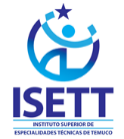 ISETT
INSTITUTO SUPERIOR DE
ESPECIALIDADES TÉCNICAS DE TEMUCO